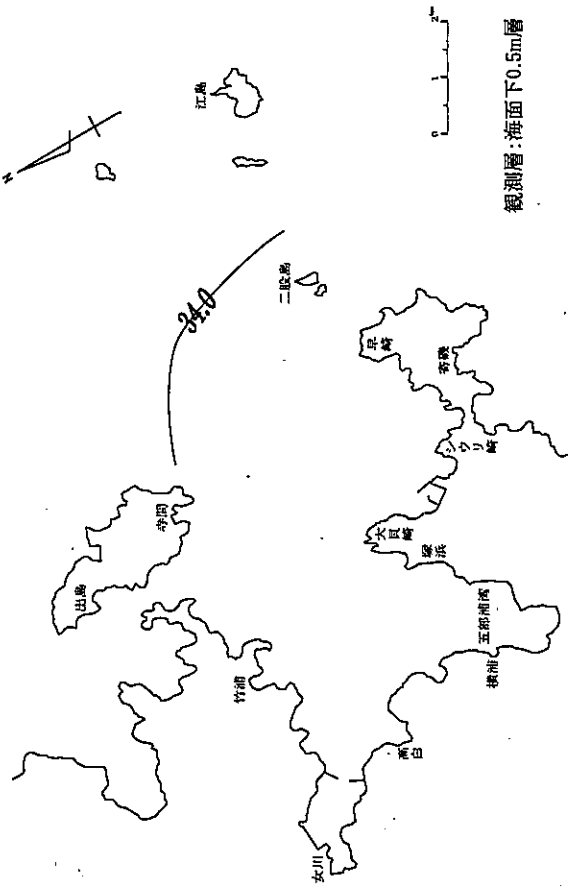 N
江島
0 1 2km
観測層:海面下0.5m層
34.0
二股島
早崎
寄磯
シウリ崎
寺間
出島
大貝崎
塚浜
竹浦
五部浦湾
横浦
高白
女川